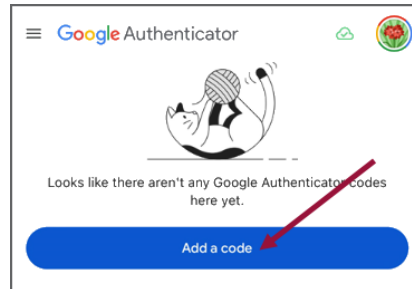 Google Authenticator
Looks like there aren't any Google Authenticator codes
here yet.
Add a code